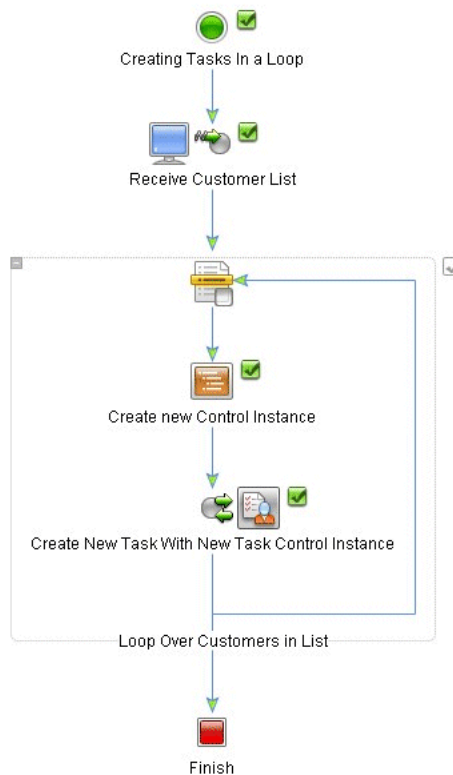 Creating Tasks In a Loop
Receive Customer List
Create new Control Instance
Create New Task With New Task Control Instance
Loop Over Customers in List
Finish